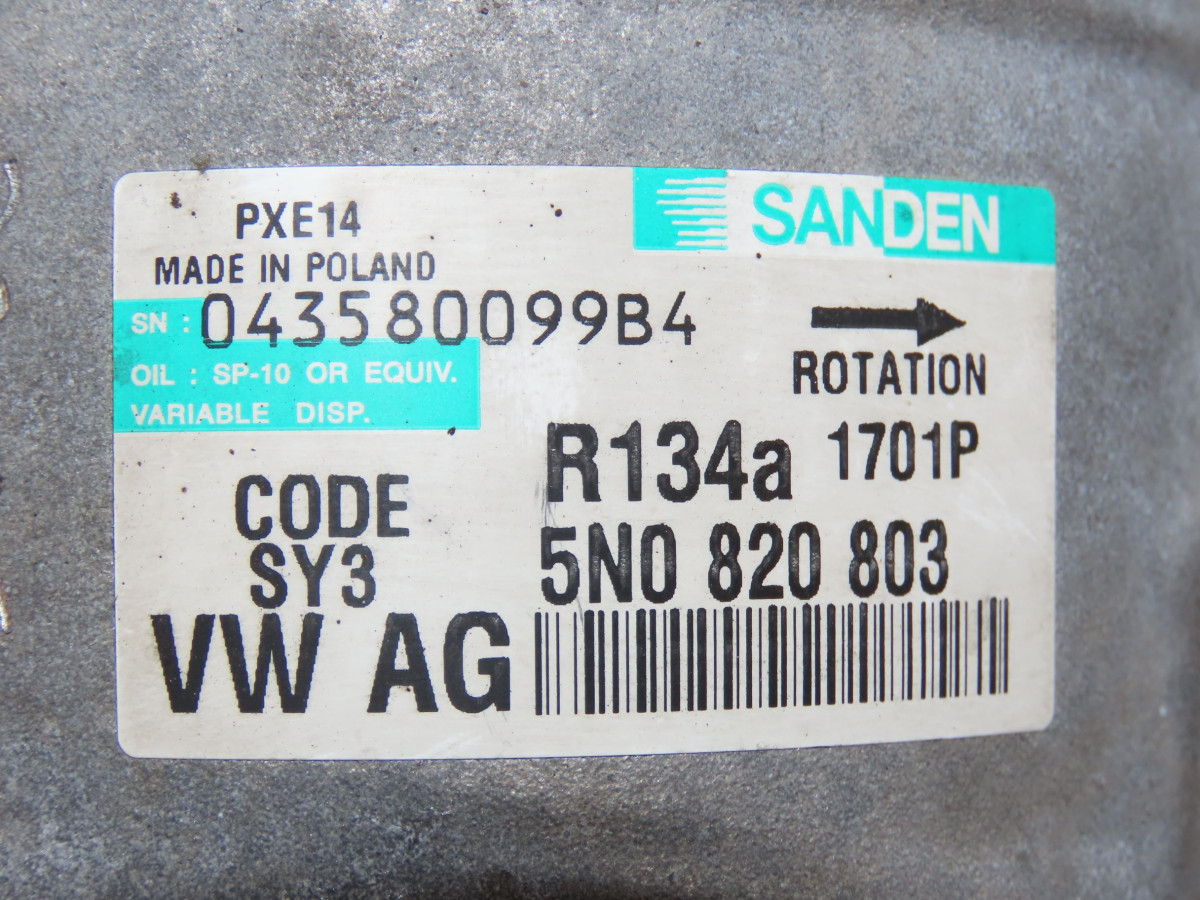 PXE14
SANDEN
MADE IN POLAND
SN : 043580099B4
OIL : SP-10 OR EQUIV.
VARIABLE DISP.
ROTATION
R134a 1701P
CODE
SY3
5N0 820 803
VW AG